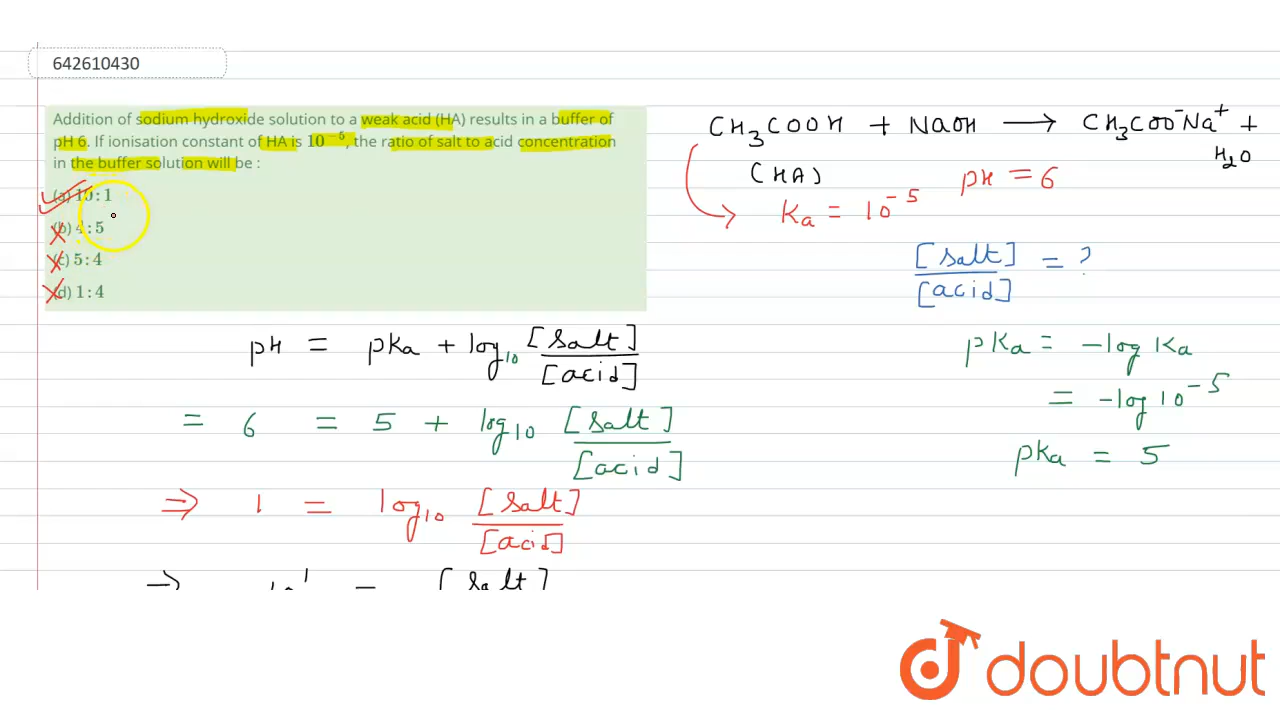 642610430
Addition of sodium hydroxide solution to a weak acid (HA) results in a buffer of
pH 6. If ionisation constant of HA is 10⁻⁵, the ratio of salt to acid concentration
in the buffer solution will be :
(a) 10 : 1
(b) 4 : 5
(c) 5 : 4
(d) 1 : 4
CH₃COOH + NaOH → CH₃COO⁻Na⁺ +
H₂O
(HA)
pH = 6
Ka = 10⁻⁵
[Salt] / [acid] = ?
pH = pKa + log₁₀ [Salt] / [acid]
= 6 = 5 + log₁₀ [Salt] / [acid]
⇒ 1 = log₁₀ [Salt] / [acid]
⇒ 10¹ = [Salt]
pKa = -log Ka
= -log 10⁻⁵
pKa = 5
doubtnut